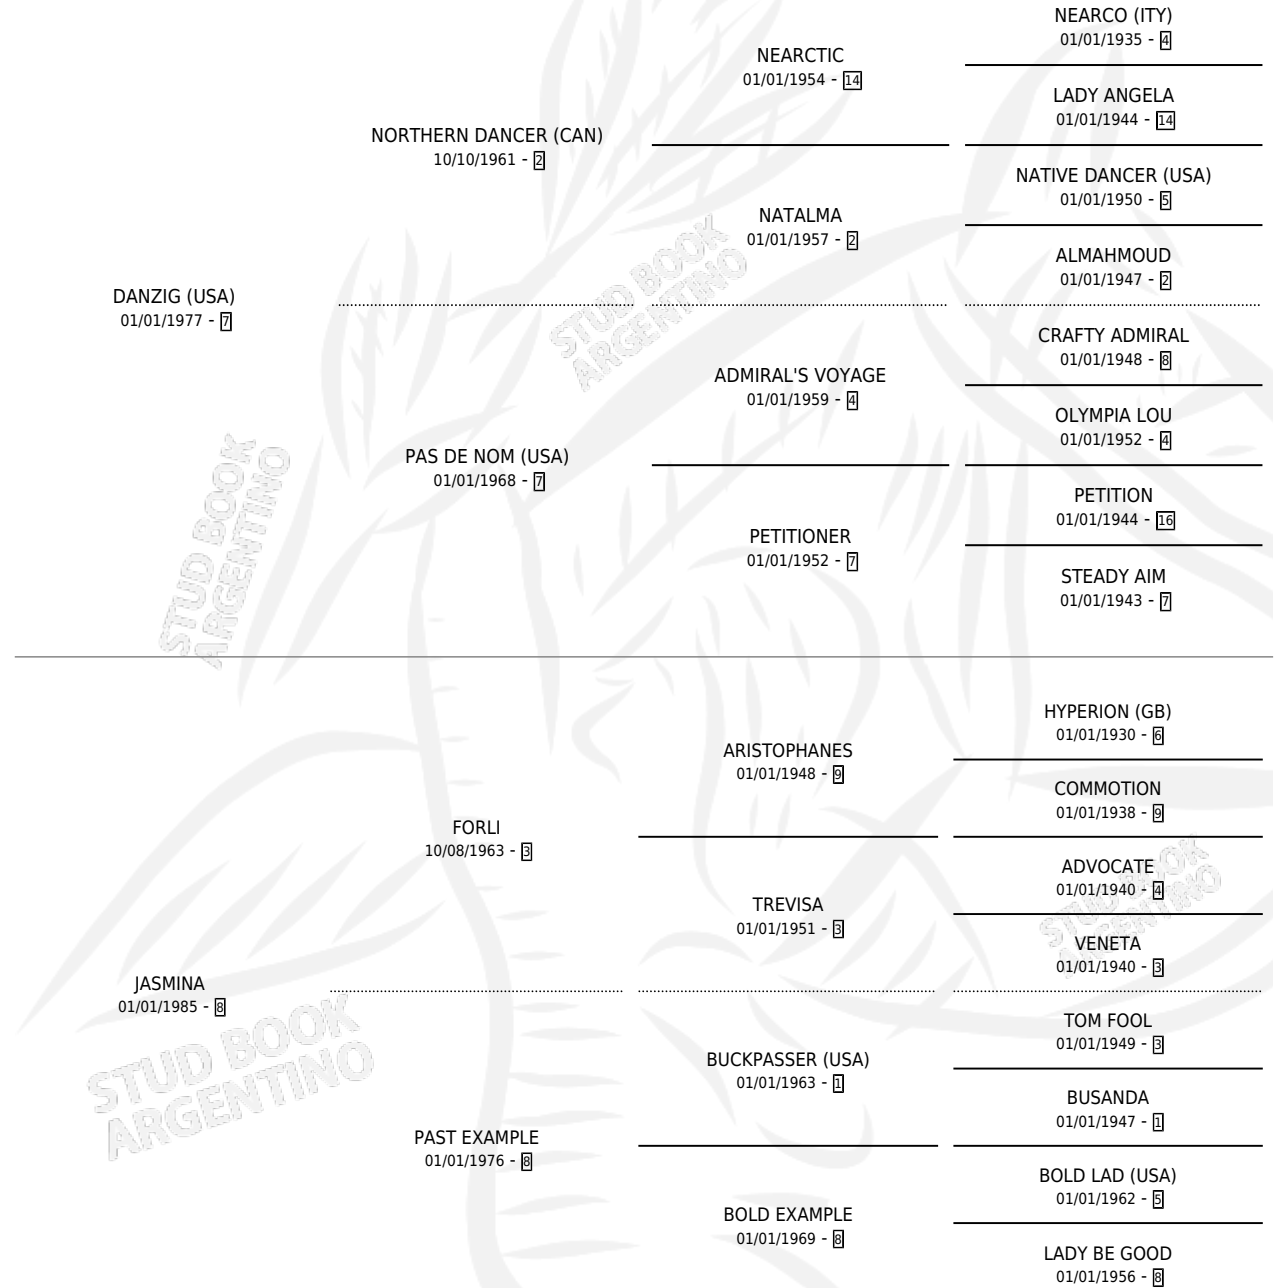 NEARCO (ITY)
01/01/1935 - 4
NEARCTIC
01/01/1954 - 14
LADY ANGELA
01/01/1944 - 14
NORTHERN DANCER (CAN)
10/10/1961 - 2
NATIVE DANCER (USA)
01/01/1950 - 5
NATALMA
01/01/1957 - 2
ALMAHMOUD
01/01/1947 - 2
DANZIG (USA)
01/01/1977 - 7
STUD BOOK
ARGENTINO
CRAFTY ADMIRAL
01/01/1948 - 8
ADMIRAL'S VOYAGE
01/01/1959 - 4
OLYMPIA LOU
01/01/1952 - 4
PAS DE NOM (USA)
01/01/1968 - 7
PETITION
01/01/1944 - 16
PETITIONER
01/01/1952 - 7
STEADY AIM
01/01/1943 - 7
STUD BOOK
ARGENTINO
HYPERION (GB)
01/01/1930 - 6
ARISTOPHANES
01/01/1948 - 9
COMMOTION
01/01/1938 - 9
FORLI
10/08/1963 - 3
ADVOCATE
01/01/1940 - 4
TREVISA
01/01/1951 - 3
STUD BOOK
ARGENTINO
VENETA
01/01/1940 - 3
JASMINA
01/01/1985 - 8
TOM FOOL
01/01/1949 - 3
BUCKPASSER (USA)
01/01/1963 - 1
STUD BOOK
ARGENTINO
BUSANDA
01/01/1947 - 1
PAST EXAMPLE
01/01/1976 - 8
BOLD LAD (USA)
01/01/1962 - 5
BOLD EXAMPLE
01/01/1969 - 8
LADY BE GOOD
01/01/1956 - 8